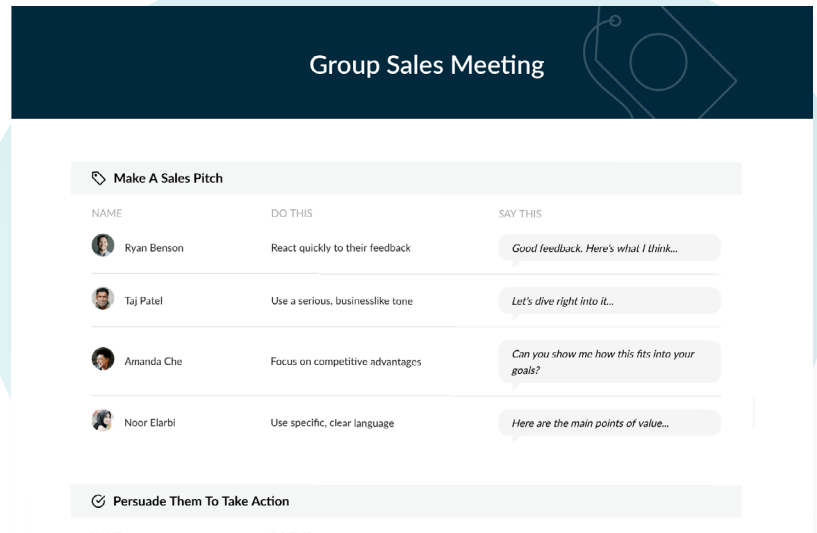 Group Sales Meeting
Make A Sales Pitch
NAME DO THIS SAY THIS
Ryan Benson React quickly to their feedback Good feedback. Here's what I think...
Taj Patel Use a serious, businesslike tone Let's dive right into it...
Amanda Che Focus on competitive advantages Can you show me how this fits into your
goals?
Noor Elarbi Use specific, clear language Here are the main points of value...
Persuade Them To Take Action